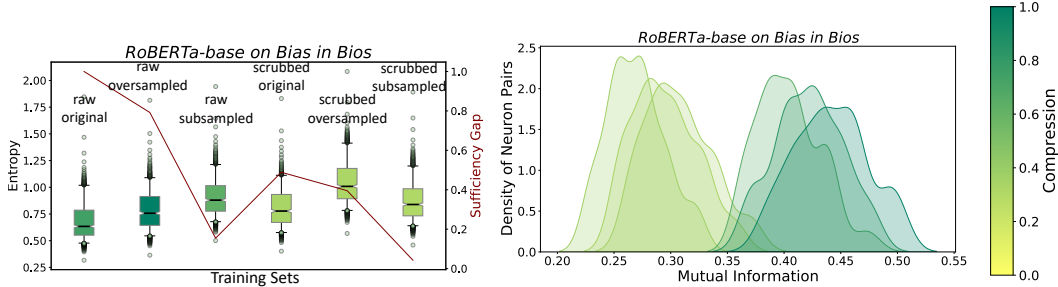 RoBERTa-base on Bias in Bios
raw
original
raw
oversampled
raw
subsampled
scrubbed
original
scrubbed
oversampled
scrubbed
subsampled
Entropy
2.00
1.75
1.50
1.25
1.00
0.75
0.50
0.25
Sufficiency Gap
1.0
0.8
0.6
0.4
0.2
0.0
Training Sets
RoBERTa-base on Bias in Bios
Density of Neuron Pairs
2.5
2.0
1.5
1.0
0.5
0.0
0.20
0.25
0.30
0.35
0.40
0.45
0.50
0.55
Mutual Information
1.0
0.8
0.6
0.4
0.2
0.0
Compression